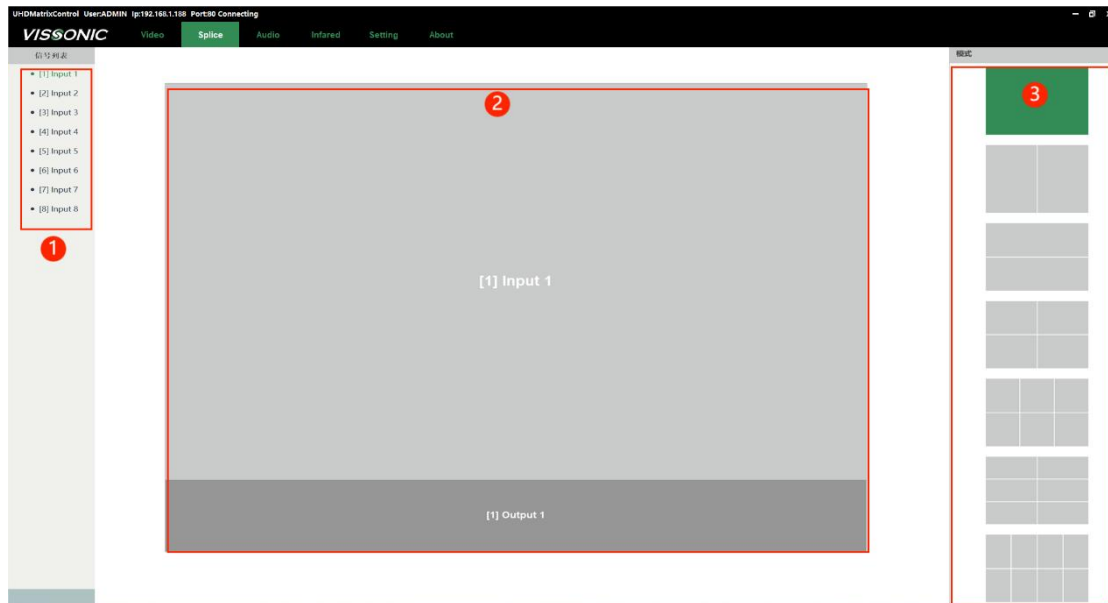 UHDMatrixControl User:ADMIN Ip:192.168.1.188 Port:80 Connecting
VISSONIC Video Splice Audio Infared Setting About
信号列表
模式
[1] Input 1
[2] Input 2
[3] Input 3
[4] Input 4
[5] Input 5
[6] Input 6
[7] Input 7
[8] Input 8
1
2
[1] Input 1
[1] Output 1
3